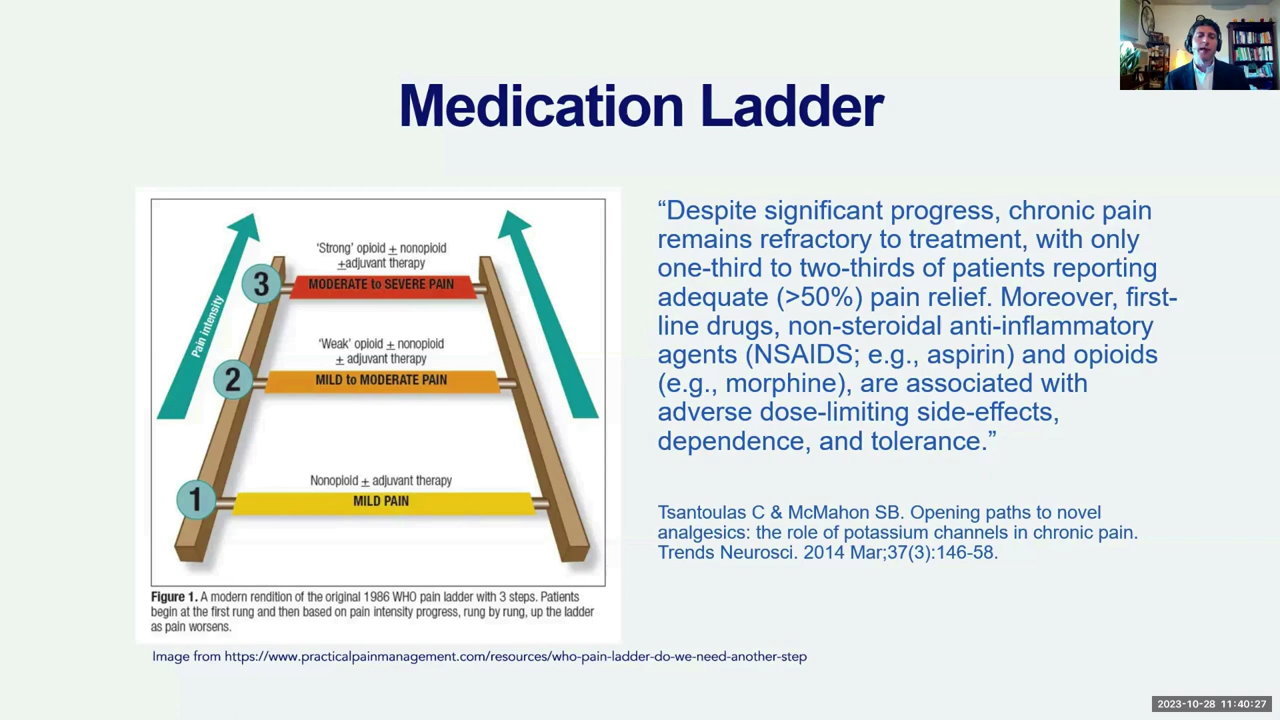 Medication Ladder
'Strong' opioid ± nonopioid
±adjuvant therapy
3
MODERATE to SEVERE PAIN
Pain intensity
'Weak' opioid ± nonopioid
± adjuvant therapy
2
MILD to MODERATE PAIN
Nonopioid ± adjuvant therapy
1
MILD PAIN
Figure 1. A modern rendition of the original 1986 WHO pain ladder with 3 steps. Patients
begin at the first rung and then based on pain intensity progress, rung by rung, up the ladder
as pain worsens.
Image from https://www.practicalpainmanagement.com/resources/who-pain-ladder-do-we-need-another-step
“Despite significant progress, chronic pain
remains refractory to treatment, with only
one-third to two-thirds of patients reporting
adequate (>50%) pain relief. Moreover, first-
line drugs, non-steroidal anti-inflammatory
agents (NSAIDS; e.g., aspirin) and opioids
(e.g., morphine), are associated with
adverse dose-limiting side-effects,
dependence, and tolerance.”
Tsantoulas C & McMahon SB. Opening paths to novel
analgesics: the role of potassium channels in chronic pain.
Trends Neurosci. 2014 Mar;37(3):146-58.
2023-10-28 11:40:27